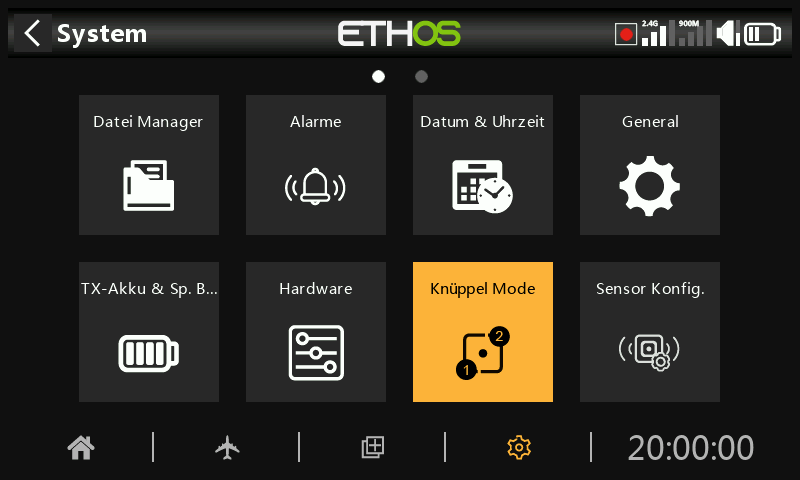 System
ETHOS
2.4G
900M
Datei Manager
Alarme
Datum & Uhrzeit
General
TX-Akku & Sp. B...
Hardware
Knüppel Mode
2
1
Sensor Konfig.
20:00:00